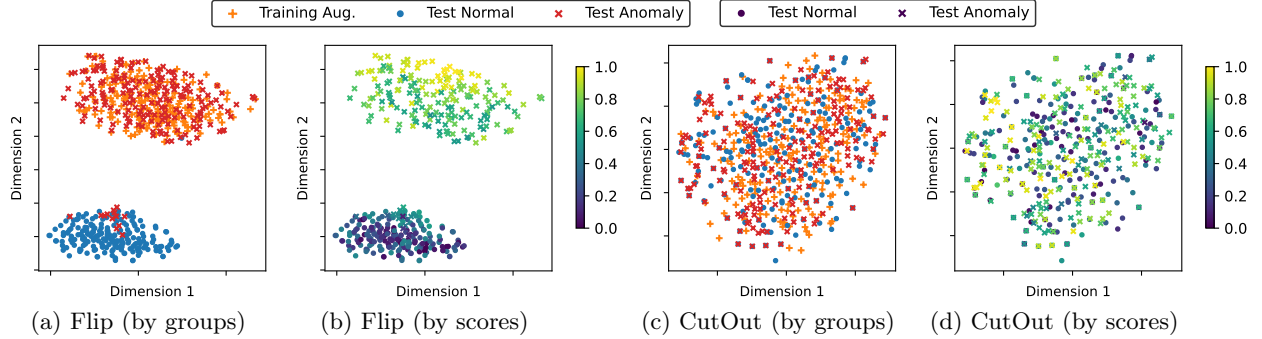 Training Aug. Test Normal Test Anomaly Test Normal Test Anomaly
Dimension 2 Dimension 2 1.0 0.8 0.6 0.4 0.2 0.0 Dimension 2 Dimension 2 1.0 0.8 0.6 0.4 0.2 0.0
Dimension 1 Dimension 1 Dimension 1 Dimension 1
(a) Flip (by groups) (b) Flip (by scores) (c) CutOut (by groups) (d) CutOut (by scores)